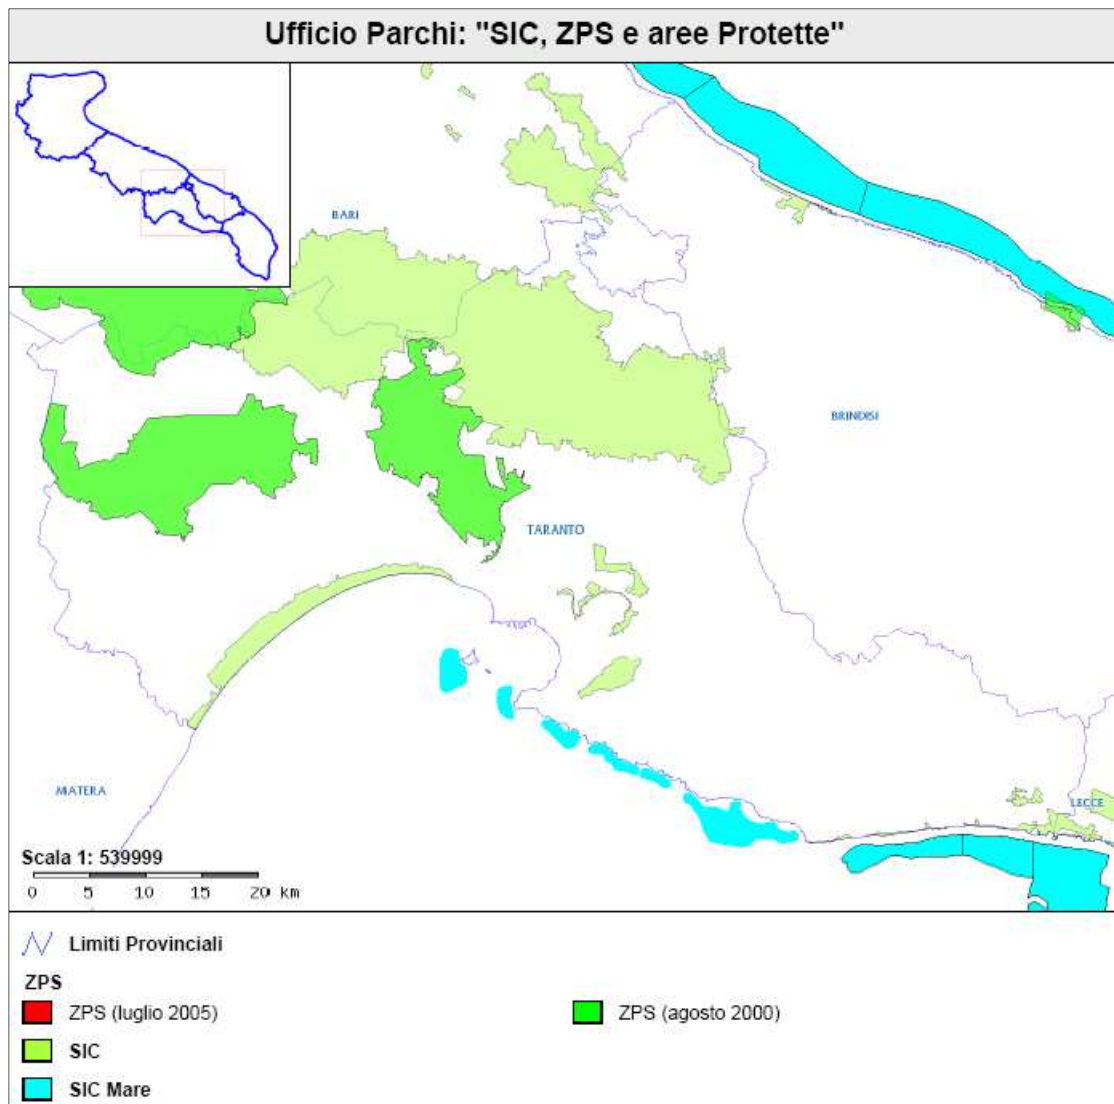 Ufficio Parchi: "SIC, ZPS e aree Protette"
BARI
BRINDISI
TARANTO
MATERA
LECCE
Scala 1: 539999
0 5 10 15 20 km
Limiti Provinciali
ZPS
ZPS (luglio 2005) ZPS (agosto 2000)
SIC
SIC Mare